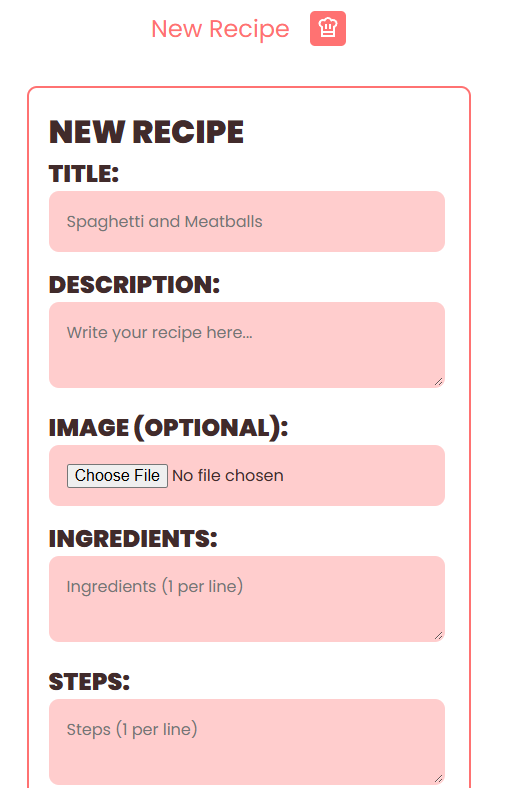 New Recipe
NEW RECIPE
TITLE:
Spaghetti and Meatballs
DESCRIPTION:
Write your recipe here...
IMAGE (OPTIONAL):
Choose File No file chosen
INGREDIENTS:
Ingredients (1 per line)
STEPS:
Steps (1 per line)